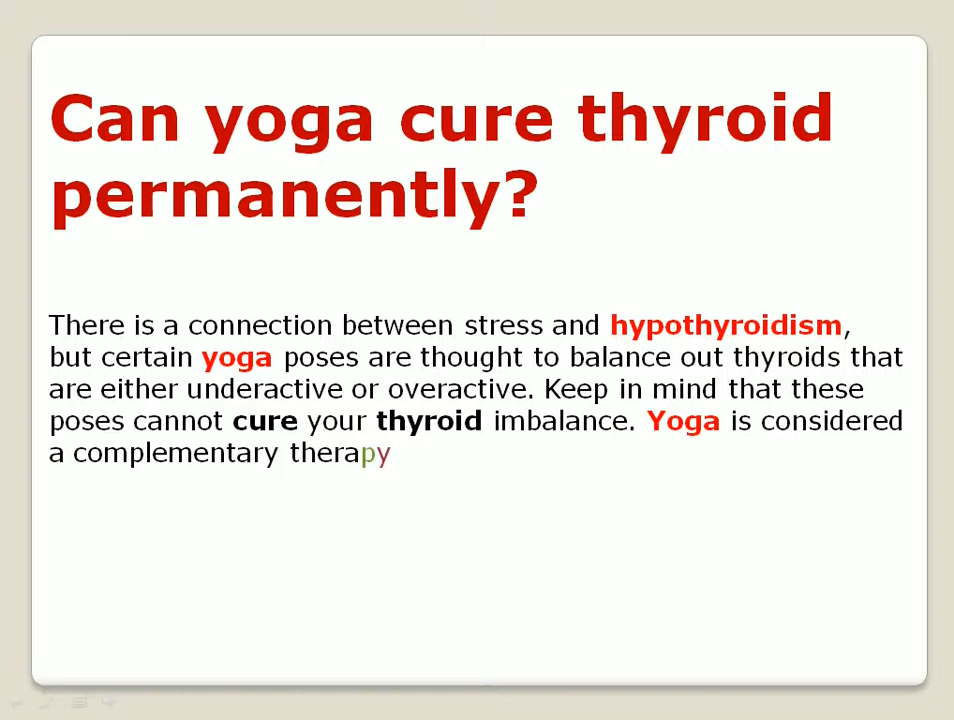 Can yoga cure thyroid
permanently?
There is a connection between stress and hypothyroidism,
but certain yoga poses are thought to balance out thyroids that
are either underactive or overactive. Keep in mind that these
poses cannot cure your thyroid imbalance. Yoga is considered
a complementary therapy